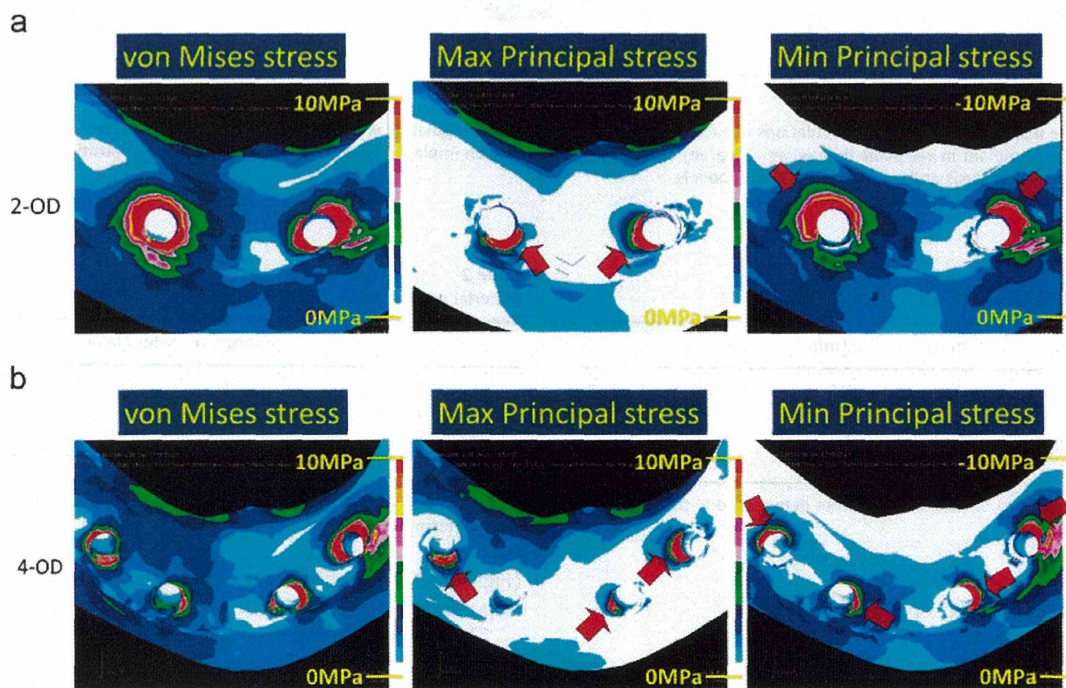 a
von Mises stress
Max Principal stress
Min Principal stress
10MPa
10MPa
-10MPa
2-OD
0MPa
0MPa
0MPa
b
von Mises stress
Max Principal stress
Min Principal stress
10MPa
10MPa
-10MPa
4-OD
0MPa
0MPa
0MPa